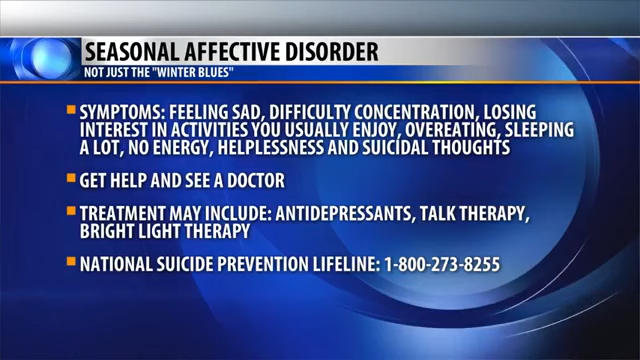 SEASONAL AFFECTIVE DISORDER
NOT JUST THE "WINTER BLUES"
SYMPTOMS: FEELING SAD, DIFFICULTY CONCENTRATION, LOSING
INTEREST IN ACTIVITIES YOU USUALLY ENJOY, OVEREATING, SLEEPING
A LOT, NO ENERGY, HELPLESSNESS AND SUICIDAL THOUGHTS
GET HELP AND SEE A DOCTOR
TREATMENT MAY INCLUDE: ANTIDEPRESSANTS, TALK THERAPY,
BRIGHT LIGHT THERAPY
NATIONAL SUICIDE PREVENTION LIFELINE: 1-800-273-8255